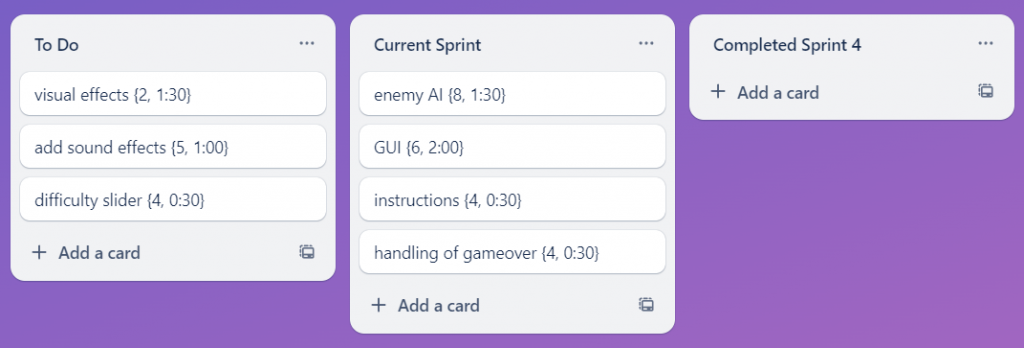 To Do
visual effects {2, 1:30}
add sound effects {5, 1:00}
difficulty slider {4, 0:30}
+ Add a card
Current Sprint
enemy AI {8, 1:30}
GUI {6, 2:00}
instructions {4, 0:30}
handling of gameover {4, 0:30}
+ Add a card
Completed Sprint 4
+ Add a card